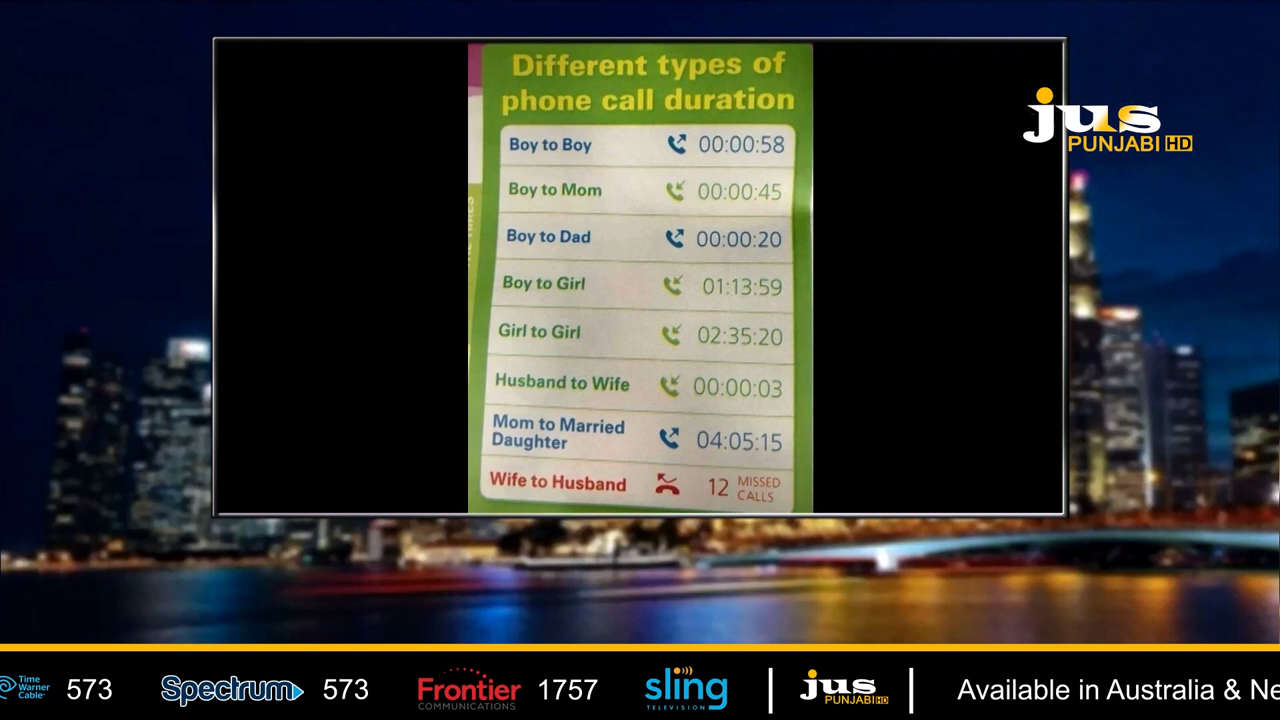 Different types of
phone call duration
jus
PUNJABI HD
Boy to Boy 00:00:58
Boy to Mom 00:00:45
Boy to Dad 00:00:20
Boy to Girl 01:13:59
Girl to Girl 02:35:20
Husband to Wife 00:00:03
Mom to Married
Daughter 04:05:15
Wife to Husband 12 MISSED
CALLS
Time
Warner
Cable 573 Spectrum 573 Frontier
COMMUNICATIONS 1757 sling
TELEVISION jus
PUNJABI HD Available in Australia & Ne